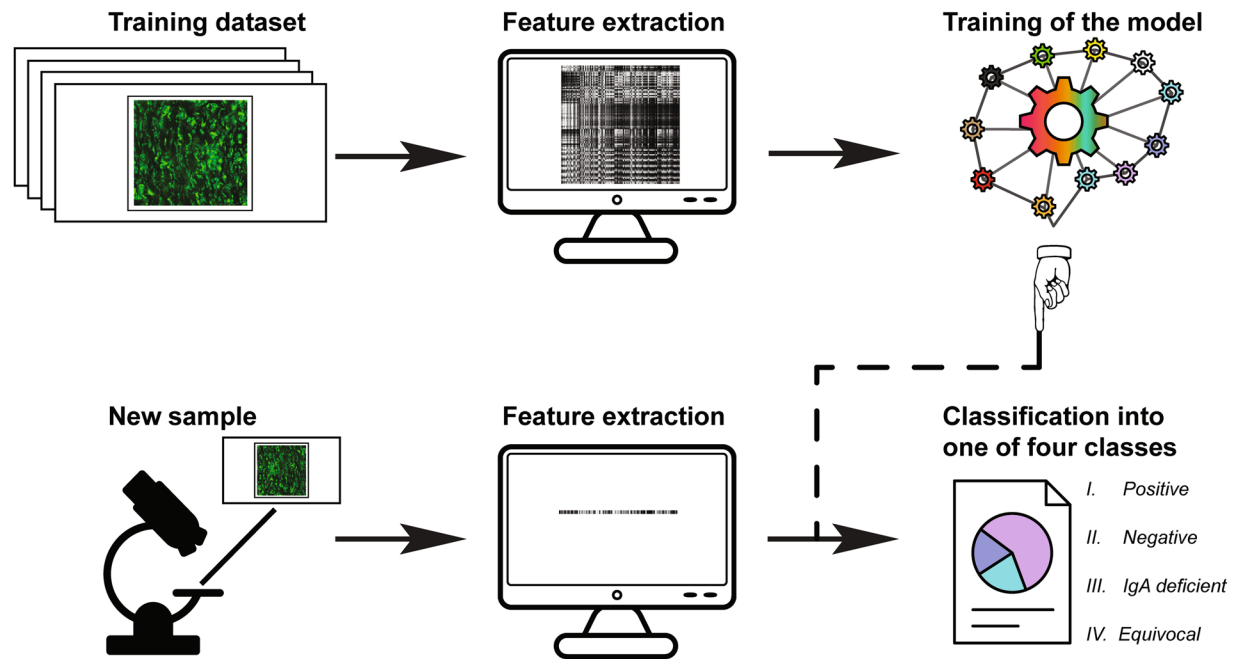 Training dataset
Feature extraction
Training of the model
New sample
Feature extraction
Classification into
one of four classes
I. Positive
II. Negative
III. IgA deficient
IV. Equivocal